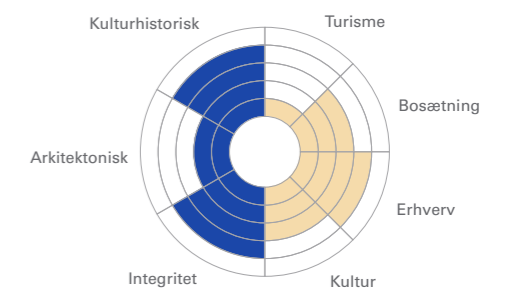 Kulturhistorisk
Turisme
Bosætning
Arkitektonisk
Erhverv
Integritet
Kultur